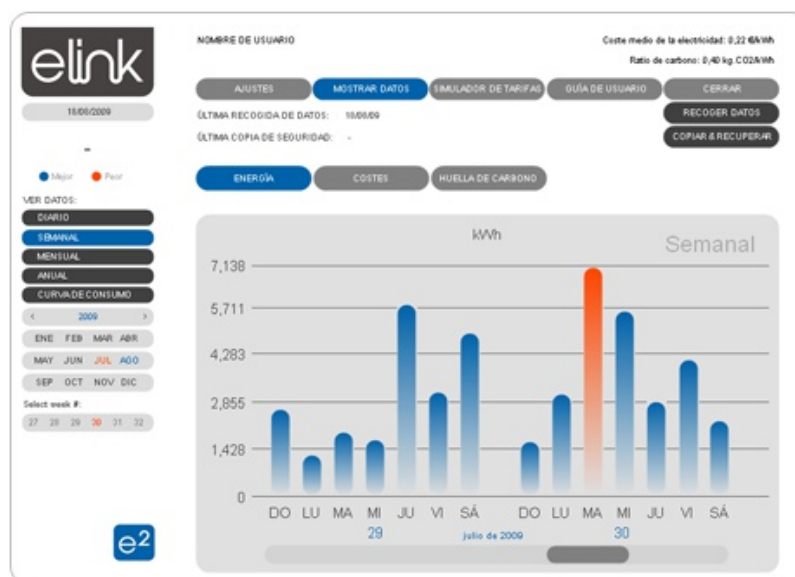 elink
NOMBRE DE USUARIO
Coste medio de la electricidad: 0,22 €/kWh
Ratio de carbono: 0,40 kg.CO2/kWh
AJUSTES
MOSTRAR DATOS
SIMULADOR DE TARIFAS
GUÍA DE USUARIO
CERRAR
18/08/2009
ÚLTIMA RECOGIDA DE DATOS: 18/08/09
RECOGER DATOS
ÚLTIMA COPIA DE SEGURIDAD: -
COPIAR & RECUPERAR
-
Mejor
Peor
ENERGÍA
COSTES
HUELLA DE CARBONO
VER DATOS:
DIARIO
SEMANAL
MENSUAL
ANUAL
CURVA DE CONSUMO
< 2009 >
ENE FEB MAR ABR
MAY JUN JUL AGO
SEP OCT NOV DIC
Select week #:
27 28 29 30 31 32
e2
kWh
Semanal
7,138
5,711
4,283
2,855
1,428
0
DO LU MA MI JU VI SÁ DO LU MA MI JU VI SÁ
29 julio de 2009 30